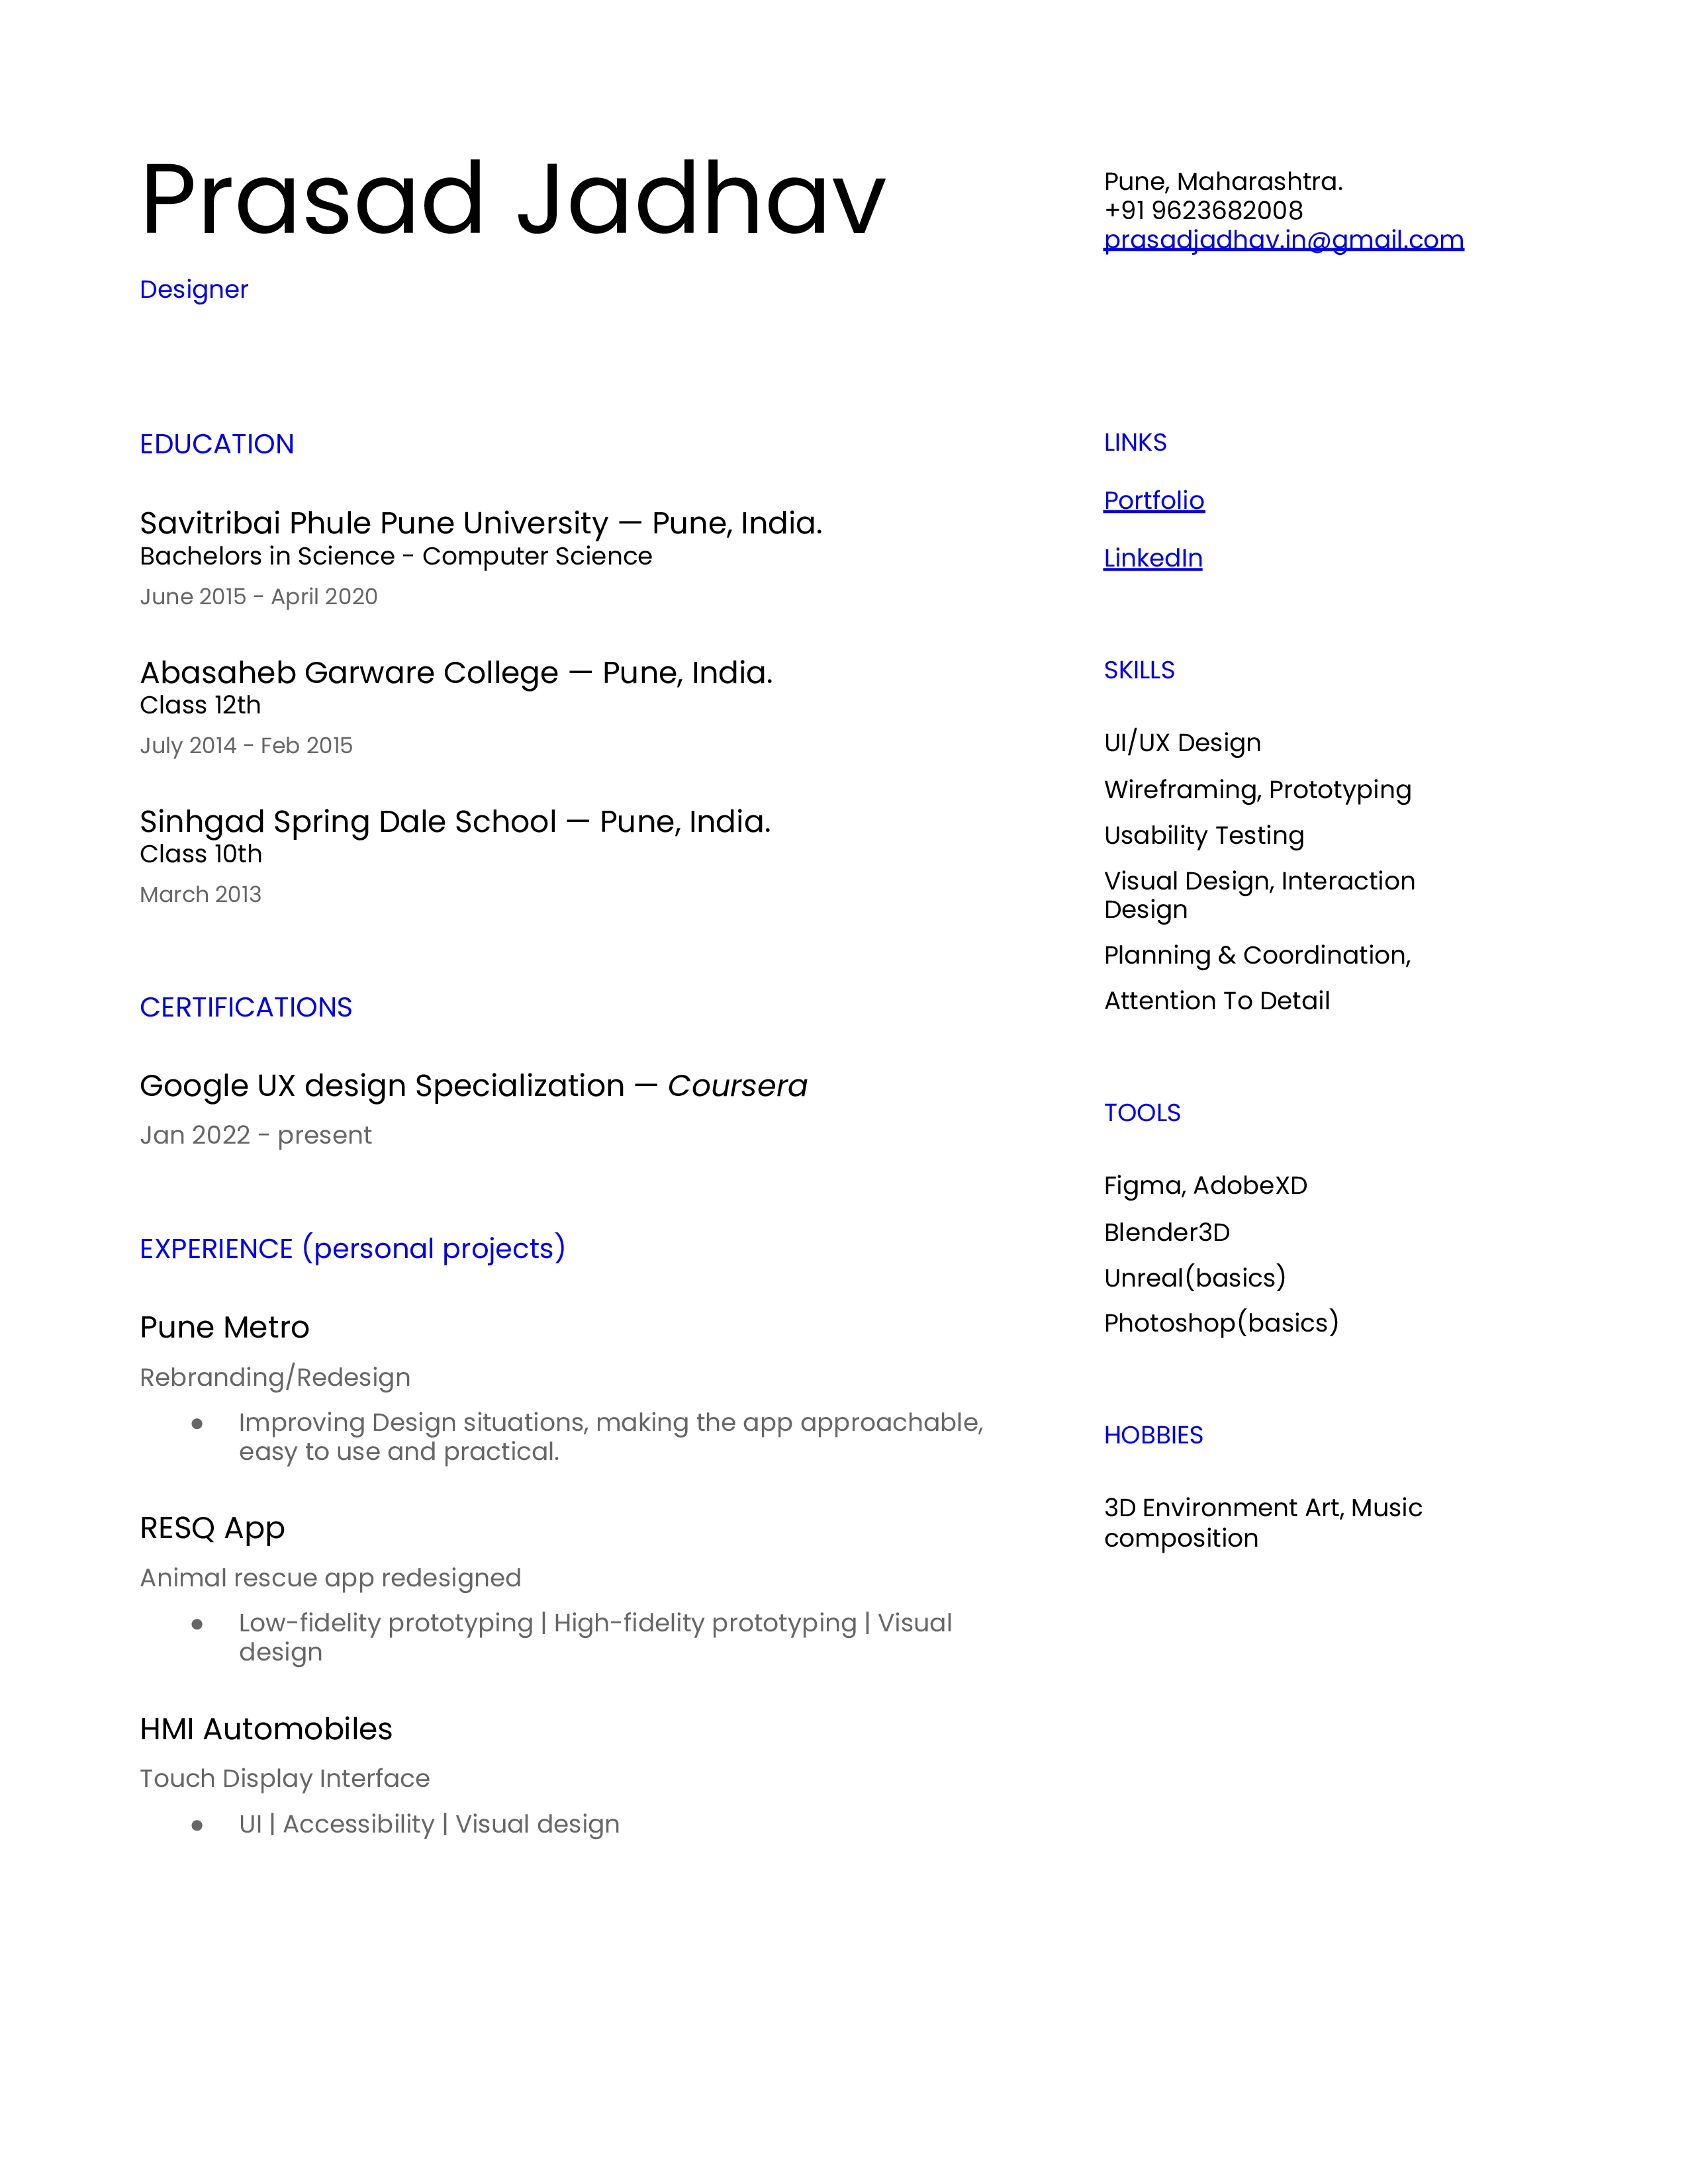 Prasad Jadhav
Designer
Pune, Maharashtra.
+91 9623682008
prasadjadhav.in@gmail.com
EDUCATION
Savitribai Phule Pune University — Pune, India.
Bachelors in Science - Computer Science
June 2015 - April 2020
Abasaheb Garware College — Pune, India.
Class 12th
July 2014 - Feb 2015
Sinhgad Spring Dale School — Pune, India.
Class 10th
March 2013
CERTIFICATIONS
Google UX design Specialization — Coursera
Jan 2022 - present
EXPERIENCE (personal projects)
Pune Metro
Rebranding/Redesign
● Improving Design situations, making the app approachable,
easy to use and practical.
RESQ App
Animal rescue app redesigned
● Low-fidelity prototyping | High-fidelity prototyping | Visual
design
HMI Automobiles
Touch Display Interface
● UI | Accessibility | Visual design
LINKS
Portfolio
LinkedIn
SKILLS
UI/UX Design
Wireframing, Prototyping
Usability Testing
Visual Design, Interaction
Design
Planning & Coordination,
Attention To Detail
TOOLS
Figma, AdobeXD
Blender3D
Unreal(basics)
Photoshop(basics)
HOBBIES
3D Environment Art, Music
composition